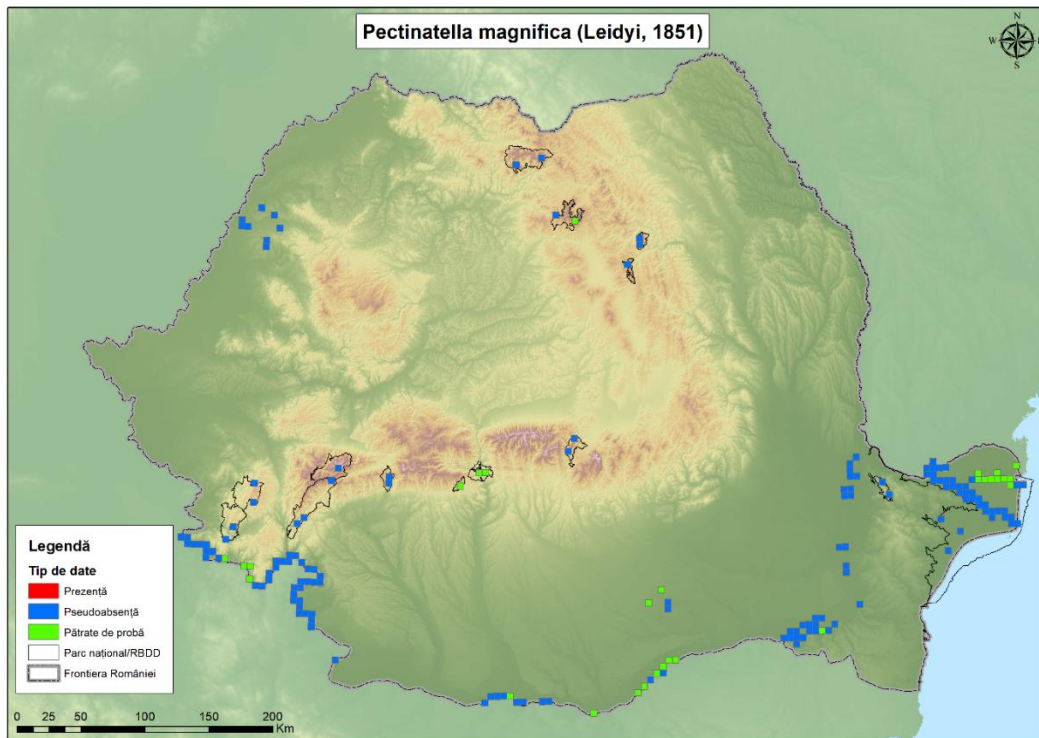 Pectinatella magnifica (Leidyi, 1851)
N
W E
S
Legendă
Tip de date
Prezență
Pseudoabsență
Pătrate de probă
Parc național/RBDD
Frontiera României
0 50 100 150 200
Km